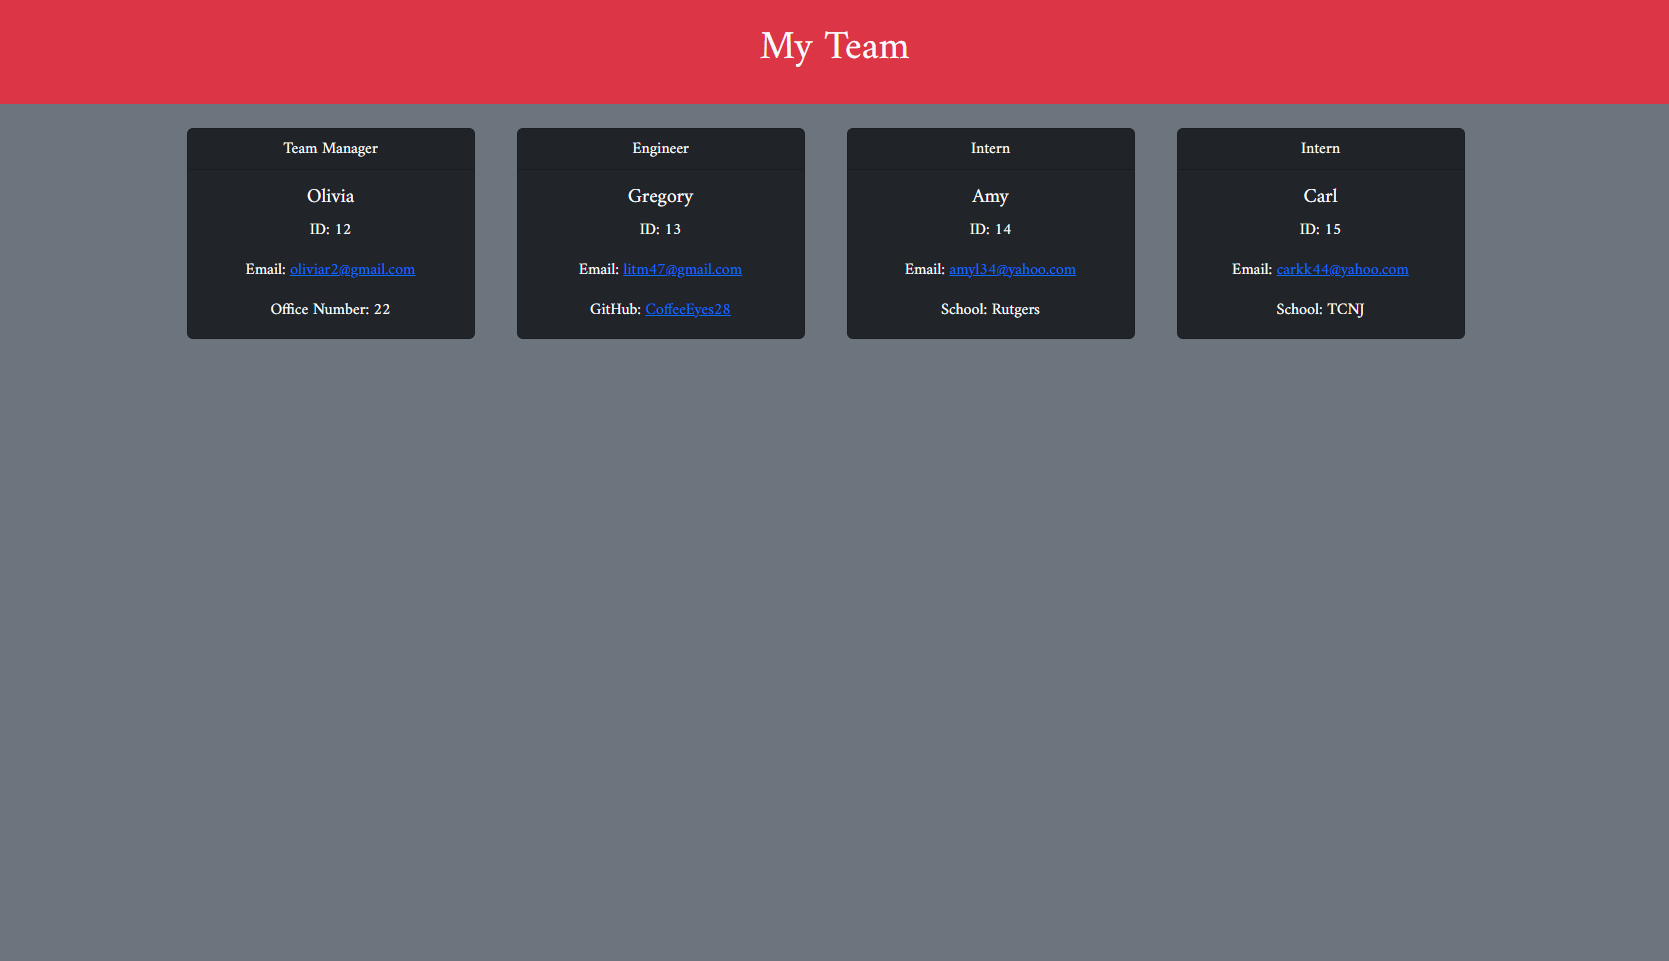 My Team
Team Manager
Olivia
ID: 12
Email: oliviar2@gmail.com
Office Number: 22
Engineer
Gregory
ID: 13
Email: litm47@gmail.com
GitHub: CoffeeEyes28
Intern
Amy
ID: 14
Email: amyl34@yahoo.com
School: Rutgers
Intern
Carl
ID: 15
Email: carkk44@yahoo.com
School: TCNJ